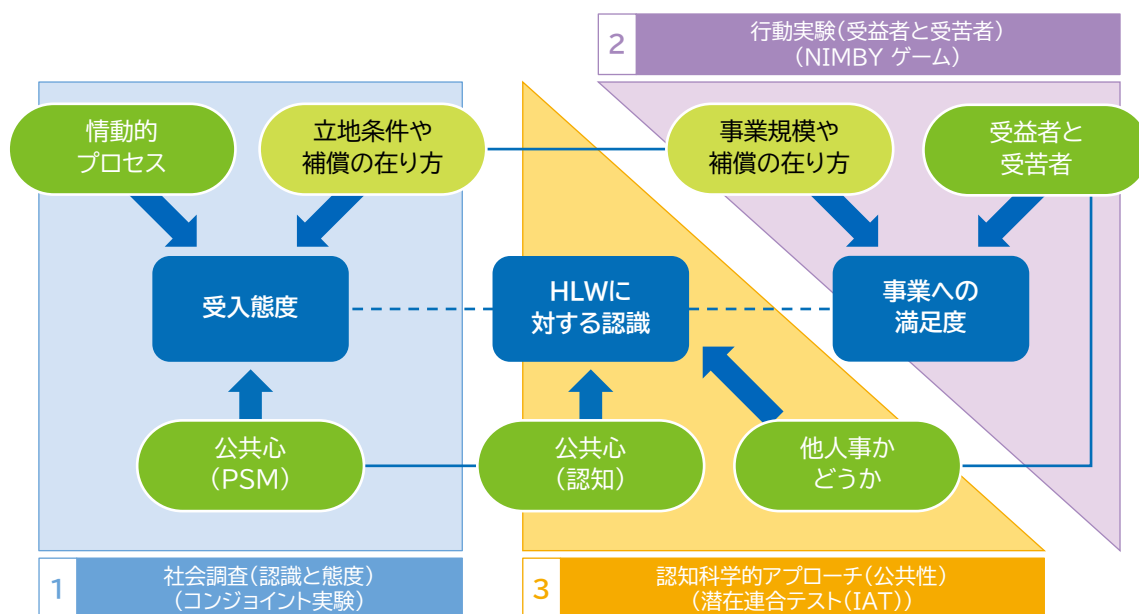 2
行動実験（受益者と受苦者）
（NIMBY ゲーム）
情動的
プロセス
立地条件や
補償の在り方
事業規模や
補償の在り方
受益者と
受苦者
受入態度
HLWに
対する認識
事業への
満足度
公共心
（PSM）
公共心
（認知）
他人事か
どうか
1
社会調査（認識と態度）
（コンジョイント実験）
3
認知科学的アプローチ（公共性）
（潜在連合テスト（IAT））